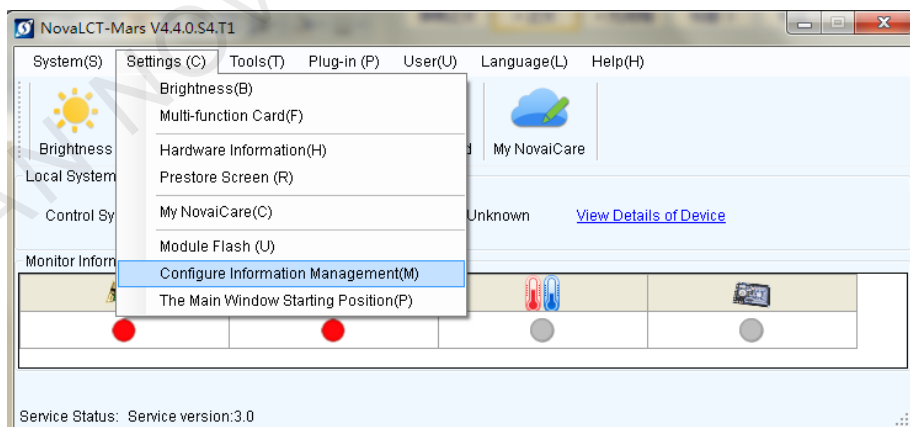 NovaLCT-Mars V4.4.0.S4.T1
System(S) Settings (C) Tools(T) Plug-in (P) User(U) Language(L) Help(H)
Brightness(B)
Multi-function Card(F)
Brightness My NovaiCare
Hardware Information(H)
Local System
Prestore Screen (R)
My NovaiCare(C)
Control Sy Unknown View Details of Device
Module Flash (U)
Monitor Inforn
Configure Information Management(M)
The Main Window Starting Position(P)
Service Status: Service version:3.0